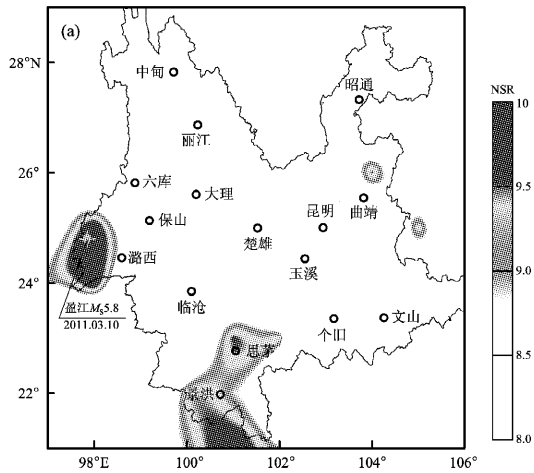 (a)
28°N
26°
24°
22°
98°E
100°
102°
104°
106°
中甸
昭通
丽江
六库
大理
保山
昆明
曲靖
楚雄
潞西
玉溪
临沧
盈江Ms5.8
2011.03.10
个旧
文山
思茅
景洪
NSR
10
9.5
9.0
8.5
8.0